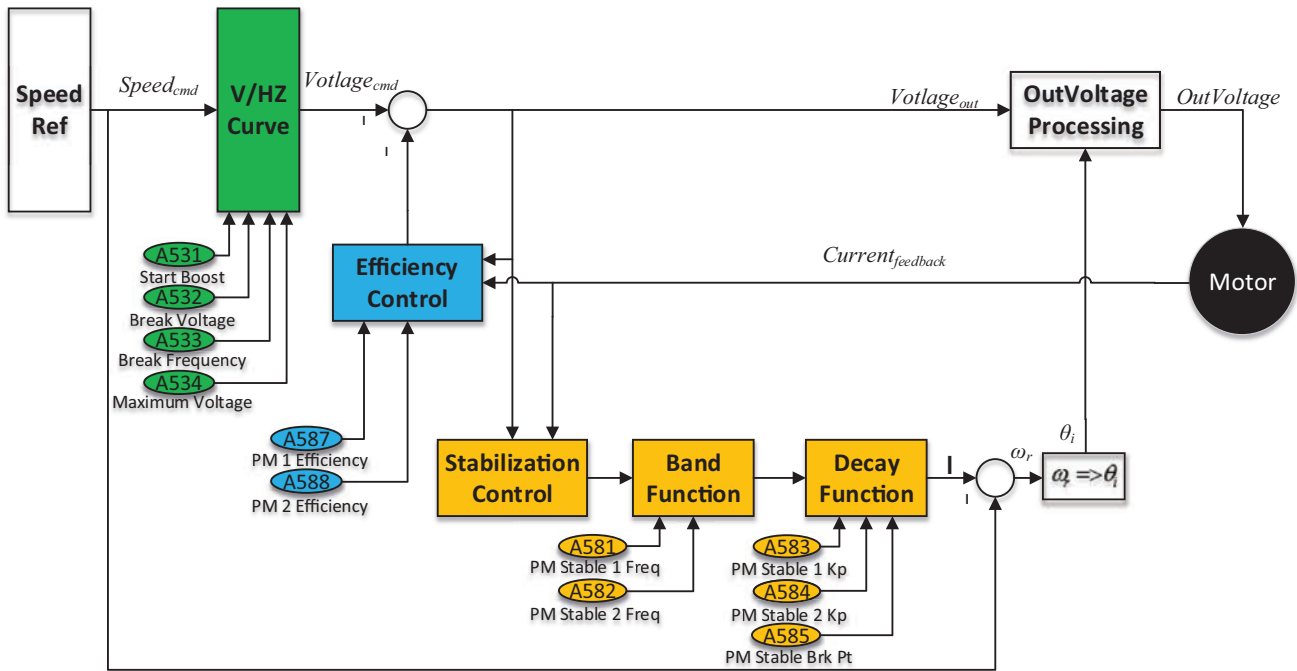 Speed
Ref
Speedcmd
V/HZ
Curve
Votlagecmd
Votlageout
OutVoltage
Processing
OutVoltage
A531
Start Boost
A532
Break Voltage
A533
Break Frequency
A534
Maximum Voltage
Efficiency
Control
Currentfeedback
Motor
A587
PM 1 Efficiency
A588
PM 2 Efficiency
Stabilization
Control
Band
Function
Decay
Function
ωr
θi
A581
PM Stable 1 Freq
A582
PM Stable 2 Freq
A583
PM Stable 1 Kp
A584
PM Stable 2 Kp
A585
PM Stable Brk Pt